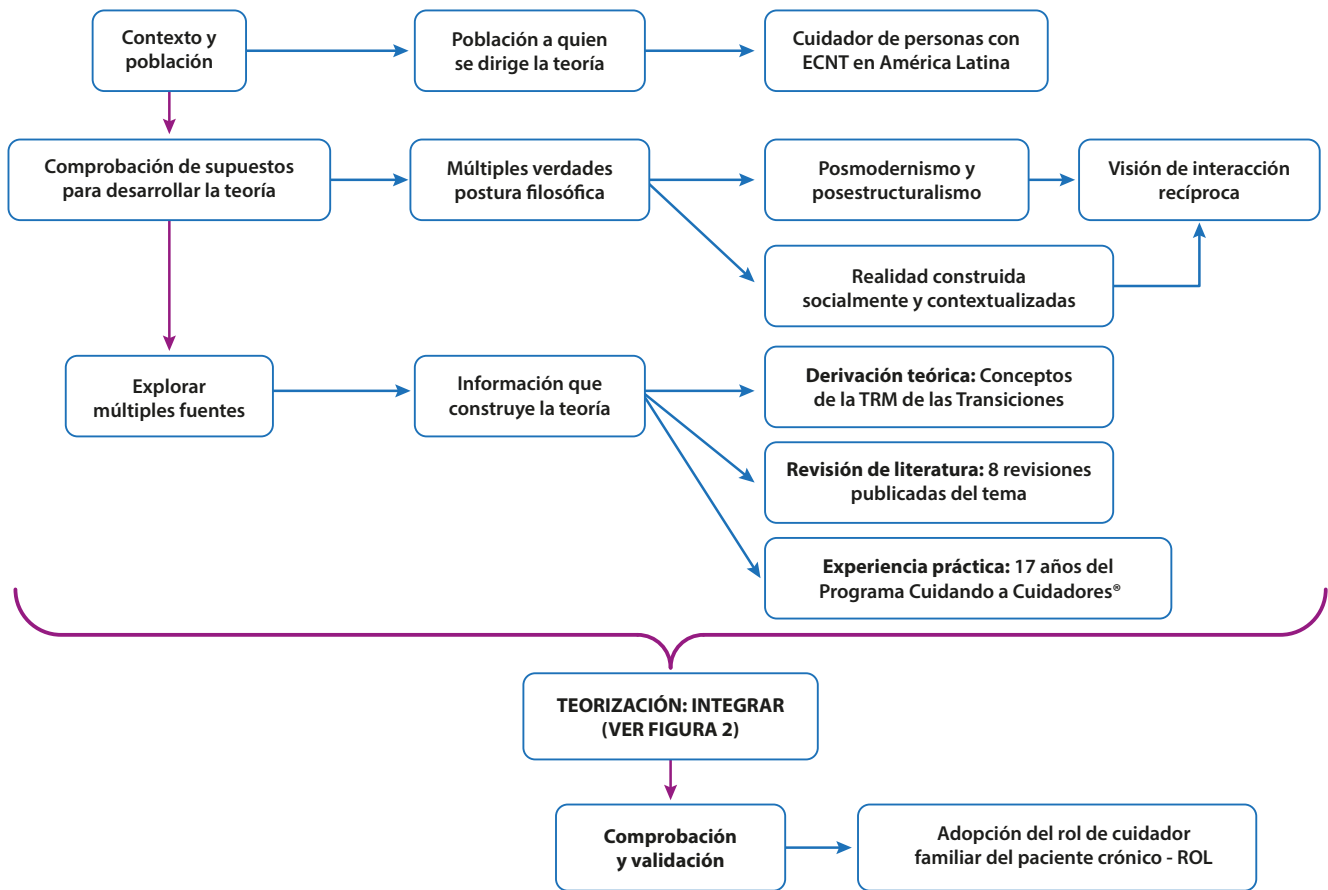 Contexto y
población
Población a quien
se dirige la teoría
Cuidador de personas con
ECNT en América Latina
Comprobación de supuestos
para desarrollar la teoría
Múltiples verdades
postura filosófica
Posmodernismo y
posestructuralismo
Visión de interacción
recíproca
Realidad construida
socialmente y contextualizadas
Explorar
múltiples fuentes
Información que
construye la teoría
Derivación teórica: Conceptos
de la TRM de las Transiciones
Revisión de literatura: 8 revisiones
publicadas del tema
Experiencia práctica: 17 años del
Programa Cuidando a Cuidadores®
TEORIZACIÓN: INTEGRAR
(VER FIGURA 2)
Comprobación
y validación
Adopción del rol de cuidador
familiar del paciente crónico - ROL